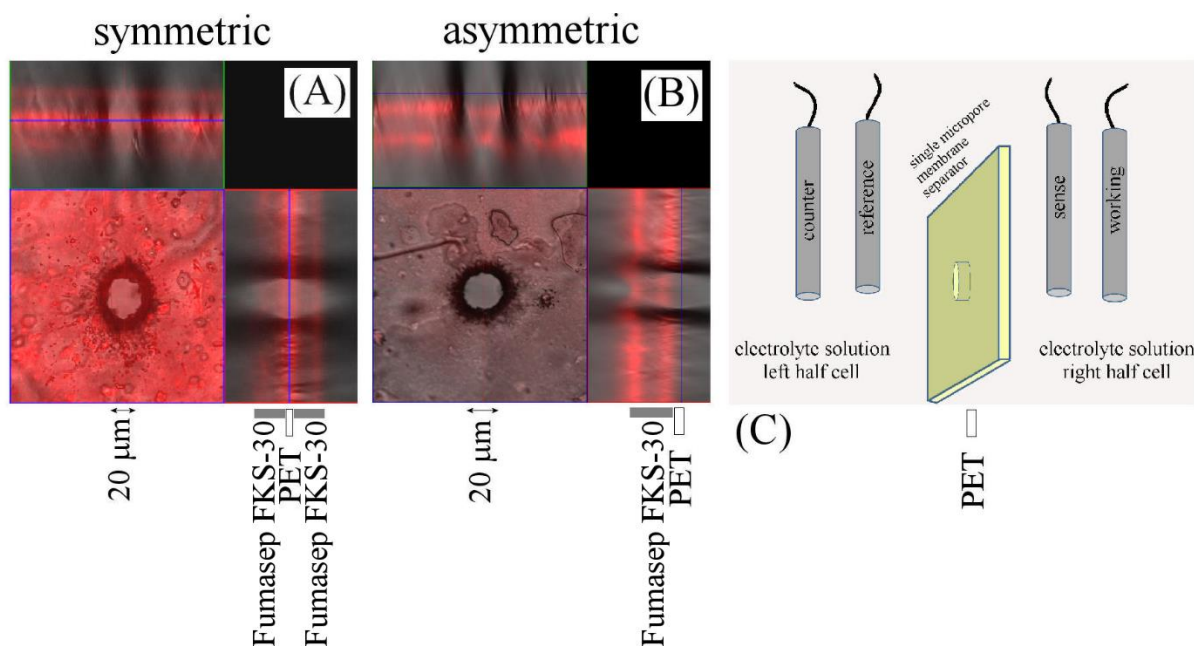 symmetric
asymmetric
(A)
(B)
(C)
20 μm
Fumasep FKS-30
PET
Fumasep FKS-30
20 μm
Fumasep FKS-30
PET
counter
reference
single micropore
membrane
separator
sense
working
electrolyte solution
left half cell
electrolyte solution
right half cell
PET